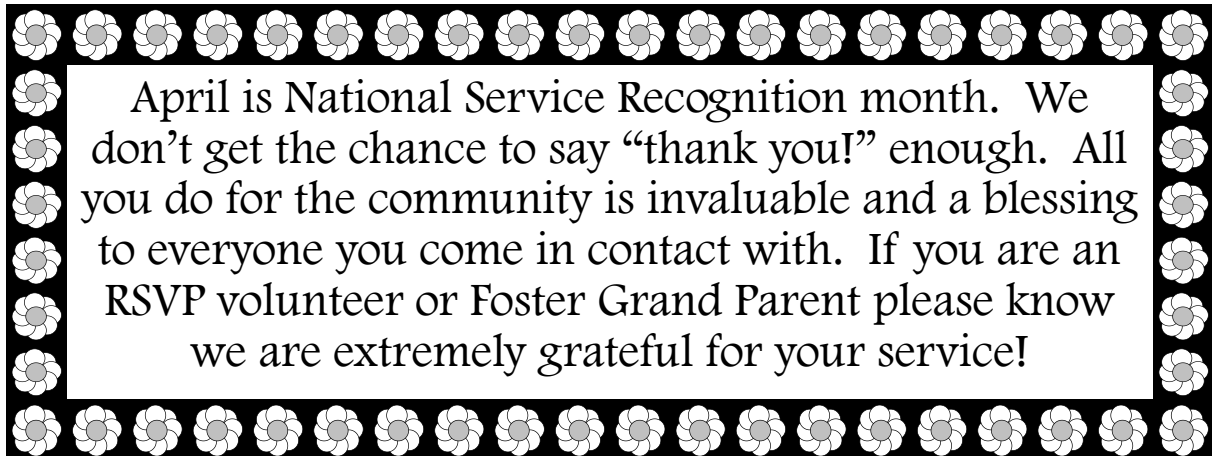 April is National Service Recognition month.  We
don’t get the chance to say “thank you!” enough.  All
you do for the community is invaluable and a blessing
to everyone you come in contact with.  If you are an
RSVP volunteer or Foster Grand Parent please know
we are extremely grateful for your service!